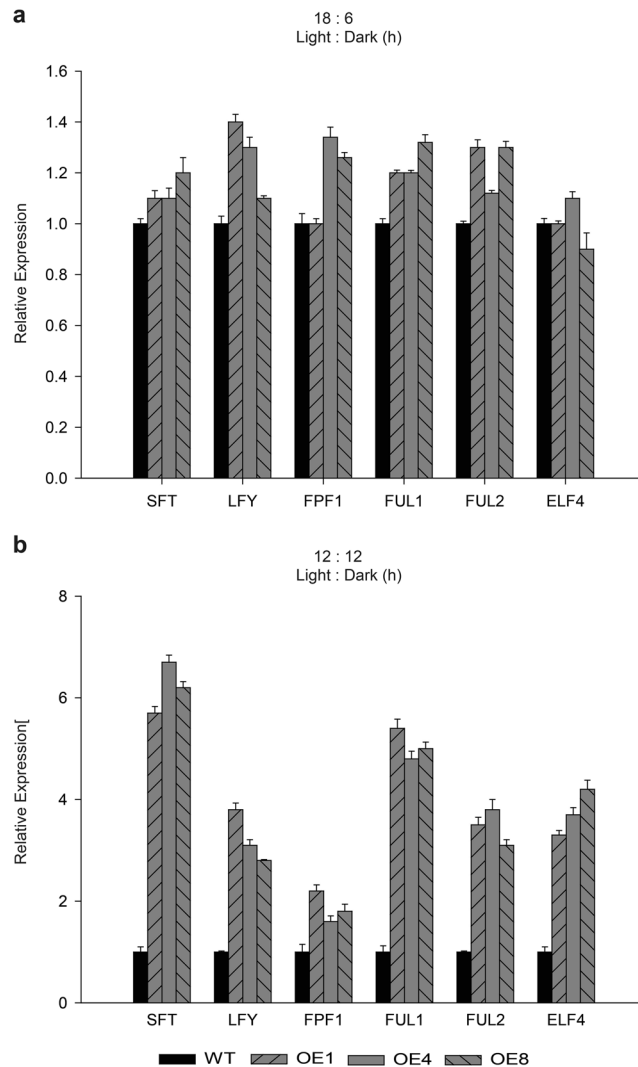 a
18 : 6
Light : Dark (h)
Relative Expression
1.6
1.4
1.2
1.0
0.8
0.6
0.4
0.2
0.0
SFT LFY FPF1 FUL1 FUL2 ELF4
b
12 : 12
Light : Dark (h)
Relative Expression[
8
6
4
2
0
SFT LFY FPF1 FUL1 FUL2 ELF4
WT OE1 OE4 OE8